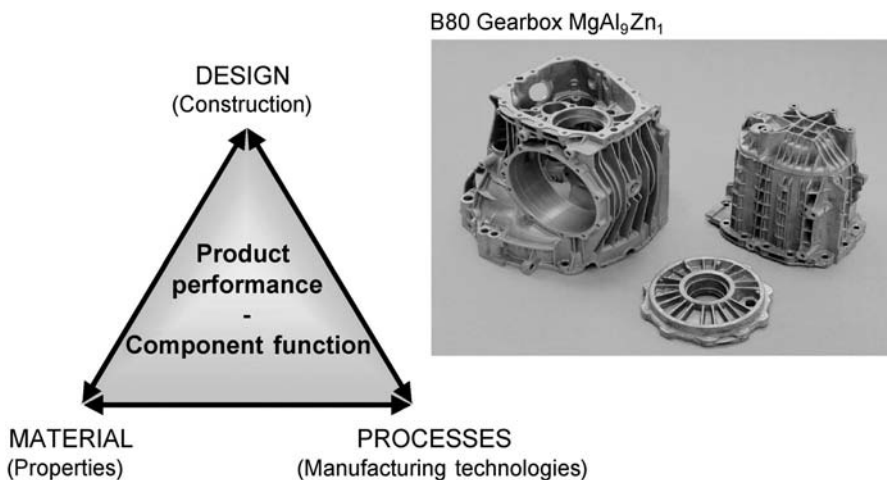 B80 Gearbox MgAl₉Zn₁
DESIGN
(Construction)
Product
performance
-
Component function
MATERIAL
(Properties)
PROCESSES
(Manufacturing technologies)